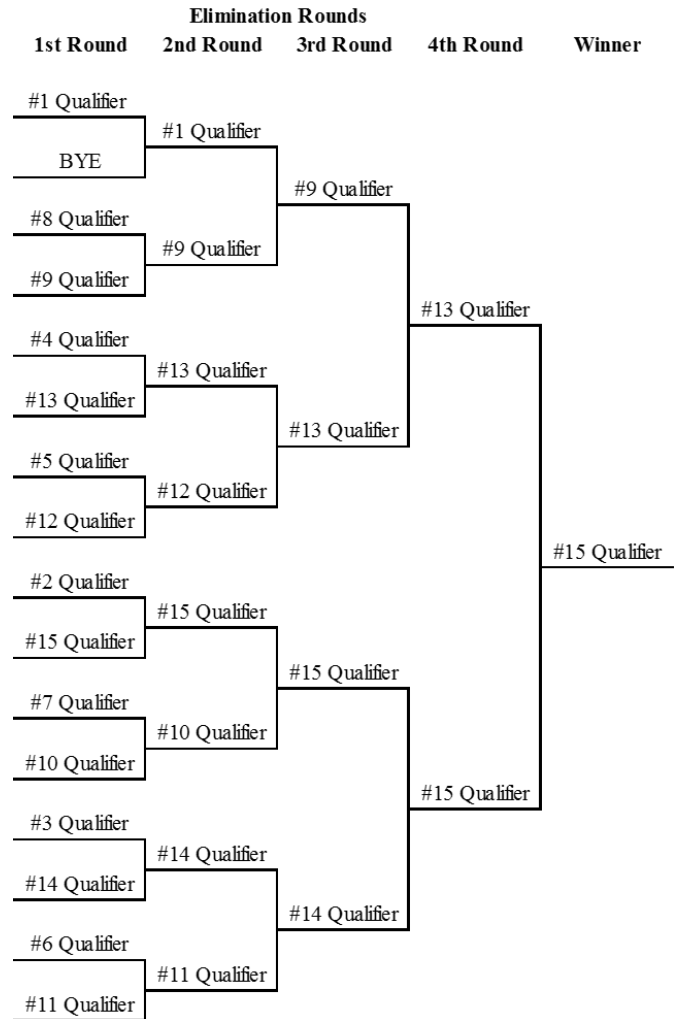 Elimination Rounds
1st Round 2nd Round 3rd Round 4th Round Winner
#1 Qualifier
#1 Qualifier
BYE
#9 Qualifier
#8 Qualifier
#9 Qualifier
#9 Qualifier
#13 Qualifier
#4 Qualifier
#13 Qualifier
#13 Qualifier
#13 Qualifier
#5 Qualifier
#12 Qualifier
#12 Qualifier
#15 Qualifier
#2 Qualifier
#15 Qualifier
#15 Qualifier
#15 Qualifier
#7 Qualifier
#10 Qualifier
#10 Qualifier
#15 Qualifier
#3 Qualifier
#14 Qualifier
#14 Qualifier
#14 Qualifier
#6 Qualifier
#11 Qualifier
#11 Qualifier